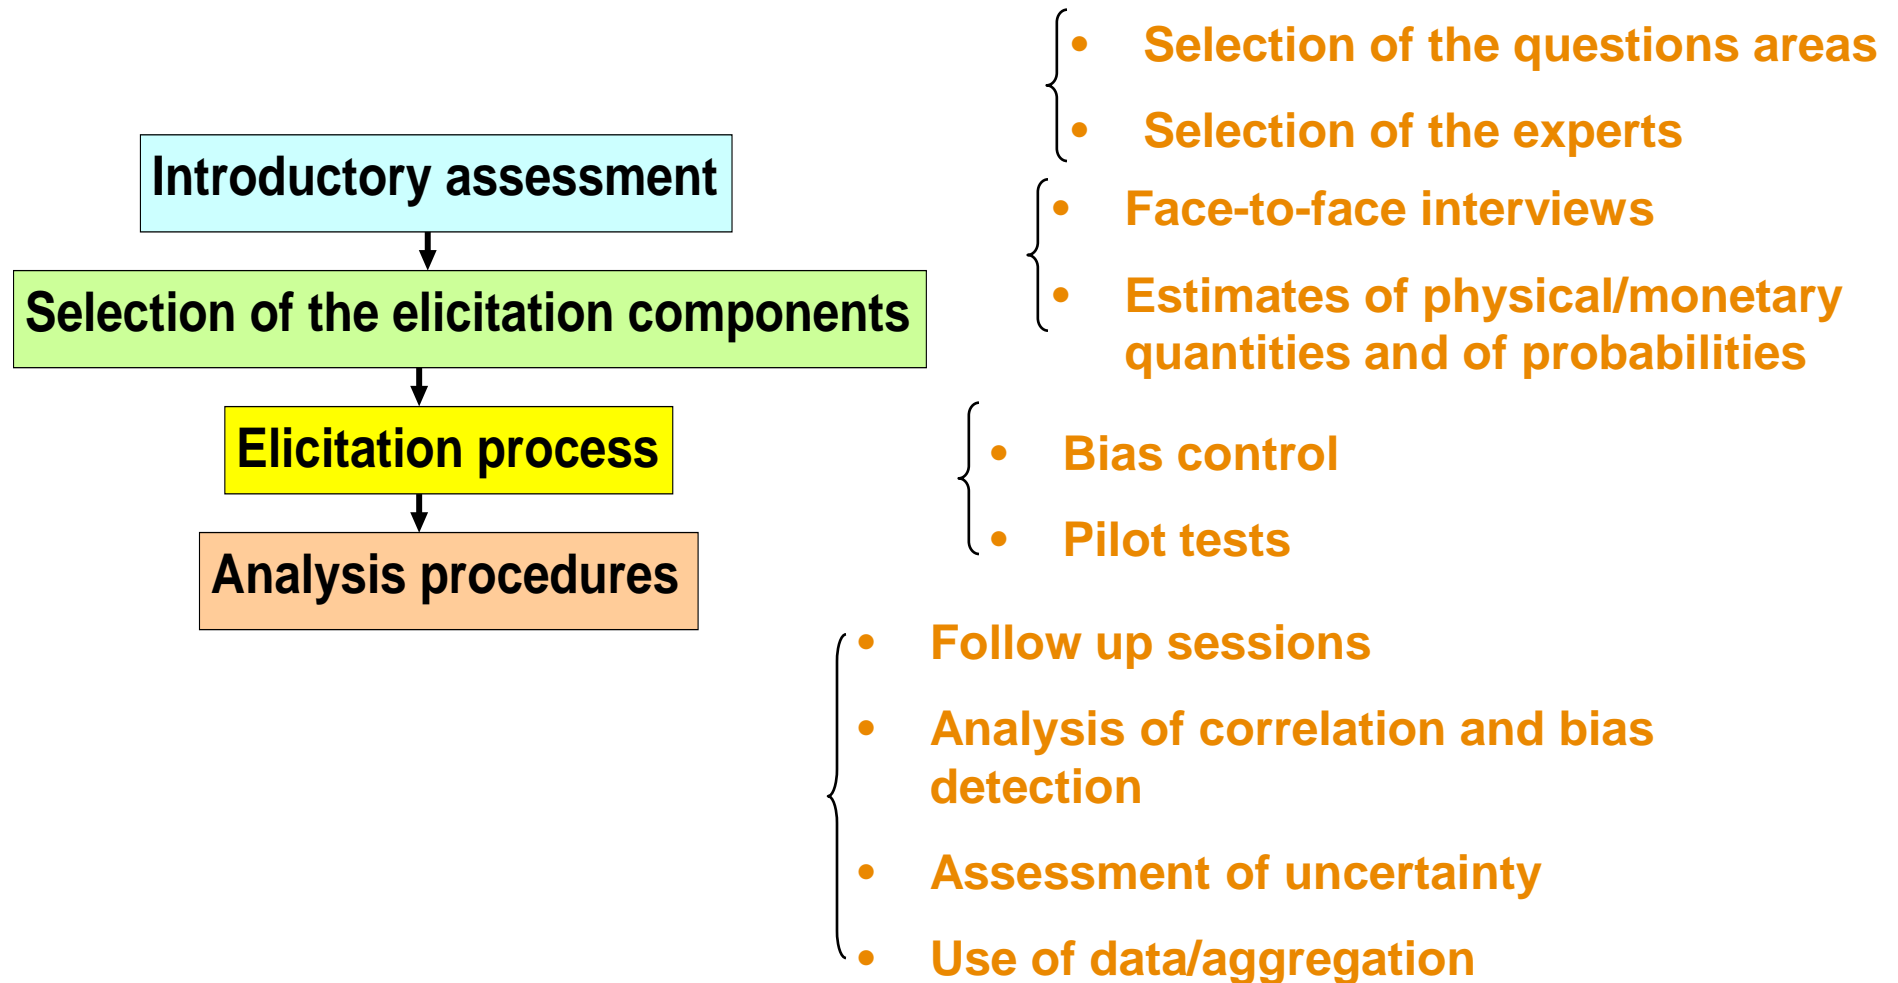 Introductory assessment
Selection of the elicitation components
Elicitation process
Analysis procedures
• Selection of the questions areas
• Selection of the experts
• Face-to-face interviews
• Estimates of physical/monetary
quantities and of probabilities
• Bias control
• Pilot tests
• Follow up sessions
• Analysis of correlation and bias
detection
• Assessment of uncertainty
• Use of data/aggregation